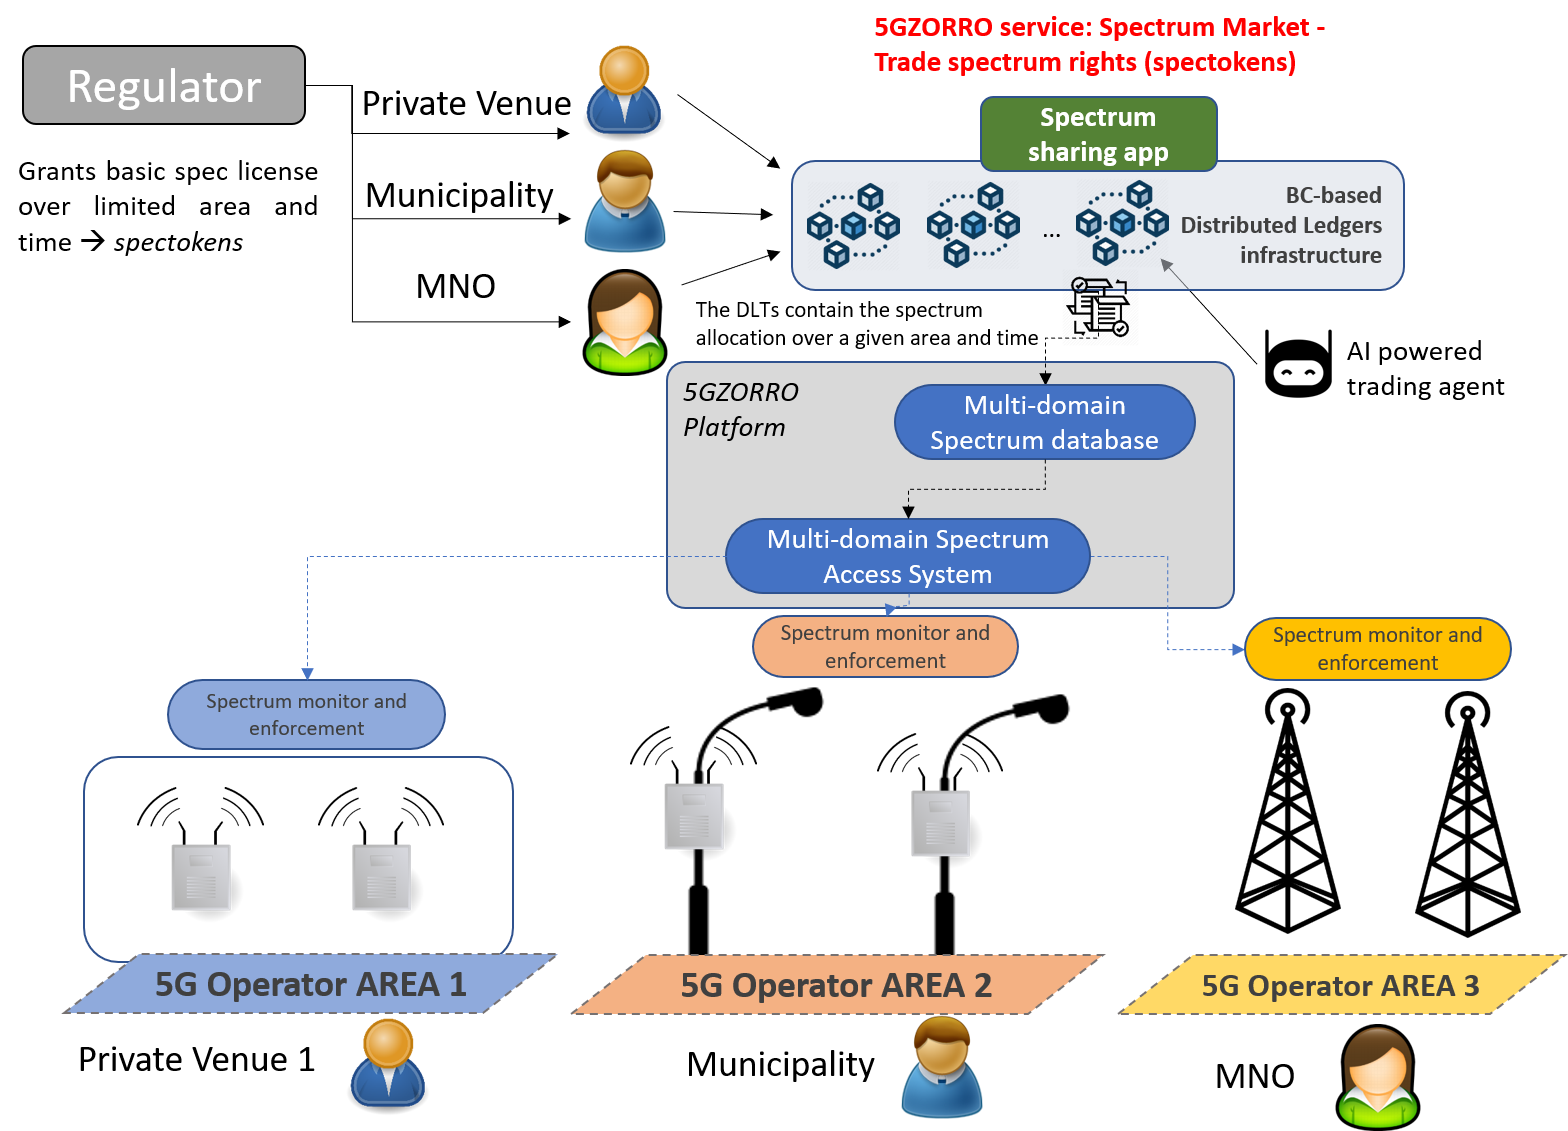 5GZORRO service: Spectrum Market -
Trade spectrum rights (spectokens)
Regulator
Grants basic spec license
over limited area and
time → spectokens
Private Venue
Municipality
MNO
Spectrum
sharing app
...
BC-based
Distributed Ledgers
infrastructure
The DLTs contain the spectrum
allocation over a given area and time
AI powered
trading agent
5GZORRO
Platform
Multi-domain
Spectrum database
Multi-domain Spectrum
Access System
Spectrum monitor and
enforcement
Spectrum monitor and
enforcement
Spectrum monitor and
enforcement
5G Operator AREA 1
5G Operator AREA 2
5G Operator AREA 3
Private Venue 1
Municipality
MNO